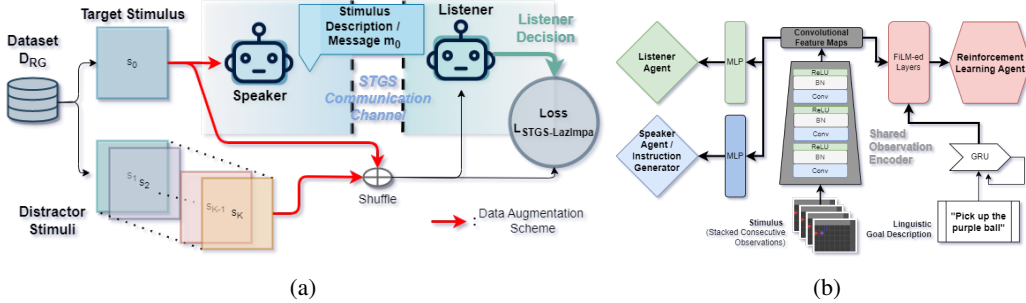 Target Stimulus
Dataset
D_RG
s_0
Speaker
Stimulus
Description /
Message m_0
Listener
Listener
Decision
STGS
Communication
Channel
Loss
L_STGS-LazImpa
s_1
s_2
s_K-1
s_K
Distractor
Stimuli
Shuffle
: Data Augmentation
Scheme
(a)
Convolutional
Feature Maps
Listener
Agent
MLP
FiLM-ed
Layers
Reinforcement
Learning Agent
ReLU
BN
Conv
ReLU
BN
Conv
ReLU
BN
Conv
Speaker
Agent /
Instruction
Generator
MLP
Shared
Observation
Encoder
GRU
Stimulus
(Stacked Consecutive
Observations)
Linguistic
Goal Description
"Pick up the
purple ball"
(b)